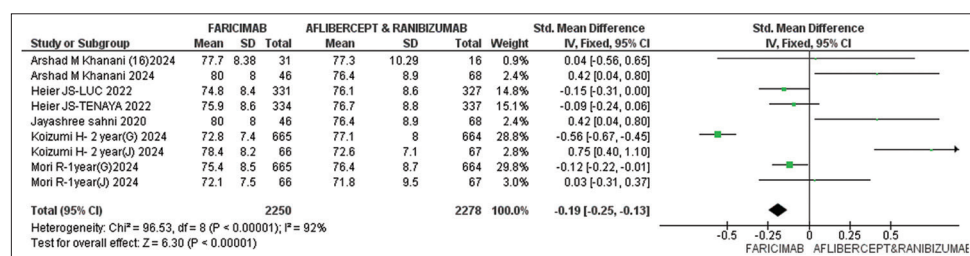 FARICIMAB AFLIBERCEPT & RANIBIZUMAB Std. Mean Difference Std. Mean Difference
Study or Subgroup Mean SD Total Mean SD Total Weight IV, Fixed, 95% CI IV, Fixed, 95% CI
Arshad M Khanani (16)2024 77.7 8.38 31 77.3 10.29 16 0.9% 0.04 [-0.56, 0.65]
Arshad M Khanani 2024 80 8 46 76.4 8.9 68 2.4% 0.42 [0.04, 0.80]
Heier JS-LUC 2022 74.8 8.4 331 76.1 8.6 327 14.8% -0.15 [-0.31, 0.00]
Heier JS-TENAYA 2022 75.9 8.6 334 76.7 8.8 337 15.1% -0.09 [-0.24, 0.06]
Jayashree sahni 2020 80 8 46 76.4 8.9 68 2.4% 0.42 [0.04, 0.80]
Koizumi H- 2 year(G) 2024 72.8 7.4 665 77.1 8 664 28.8% -0.56 [-0.67, -0.45]
Koizumi H- 2 year(J) 2024 78.4 8.2 66 72.6 7.1 67 2.8% 0.75 [0.40, 1.10]
Mori R-1year(G)2024 75.4 8.5 665 76.4 8.7 664 29.8% -0.12 [-0.22, -0.01]
Mori R-1year(J) 2024 72.1 7.5 66 71.8 9.5 67 3.0% 0.03 [-0.31, 0.37]
Total (95% CI) 2250 2278 100.0% -0.19 [-0.25, -0.13]
Heterogeneity: Chi² = 96.53, df = 8 (P < 0.00001); I² = 92%
Test for overall effect: Z = 6.30 (P < 0.00001)
-0.5 -0.25 0 0.25 0.5
FARICIMAB AFLIBERCEPT&RANIBIZUMAB